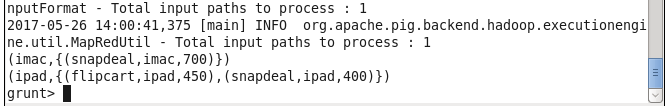 nputFormat - Total input paths to process : 1
2017-05-26 14:00:41,375 [main] INFO  org.apache.pig.backend.hadoop.executionengi
ne.util.MapRedUtil - Total input paths to process : 1
(imac,{(snapdeal,imac,700)})
(ipad,{(flipcart,ipad,450),(snapdeal,ipad,400)})
grunt>